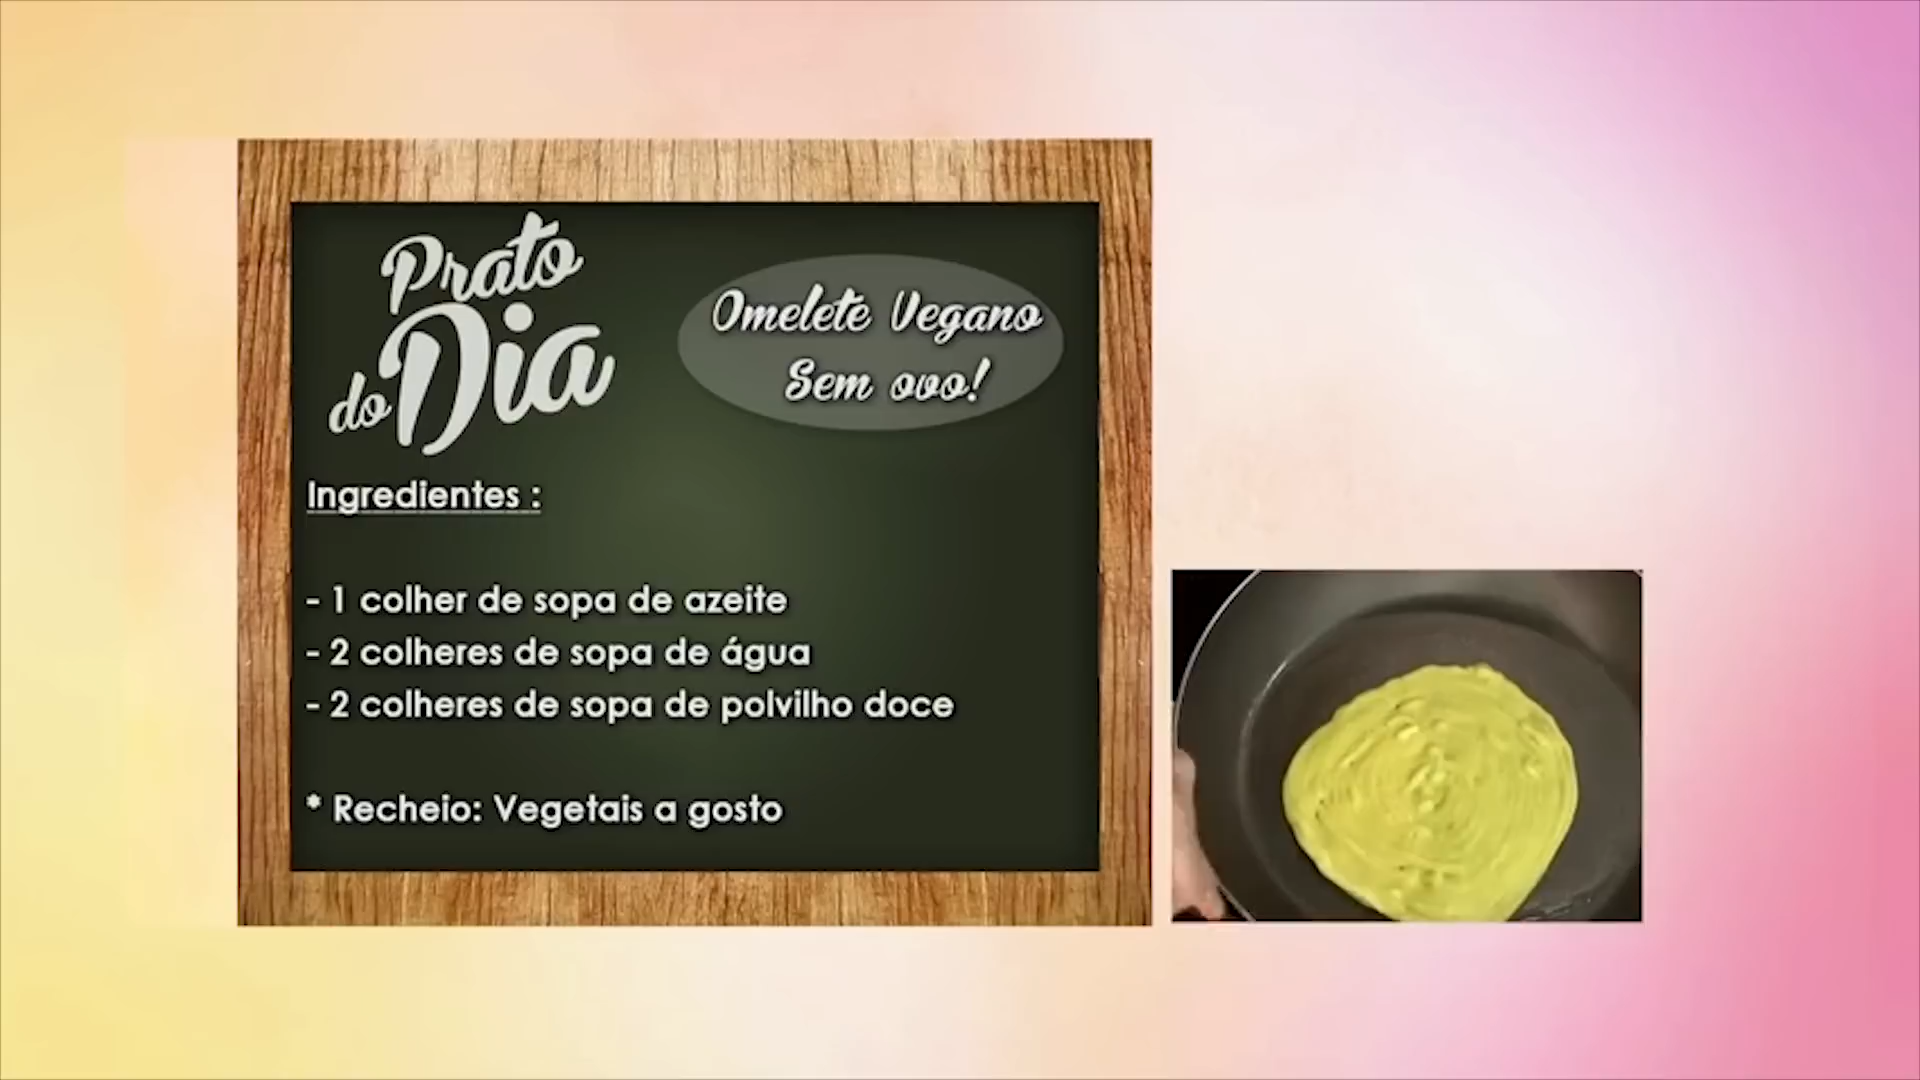 Prato
do Dia
Omelete Vegano
Sem ovo!
Ingredientes :
- 1 colher de sopa de azeite
- 2 colheres de sopa de água
- 2 colheres de sopa de polvilho doce
* Recheio: Vegetais a gosto